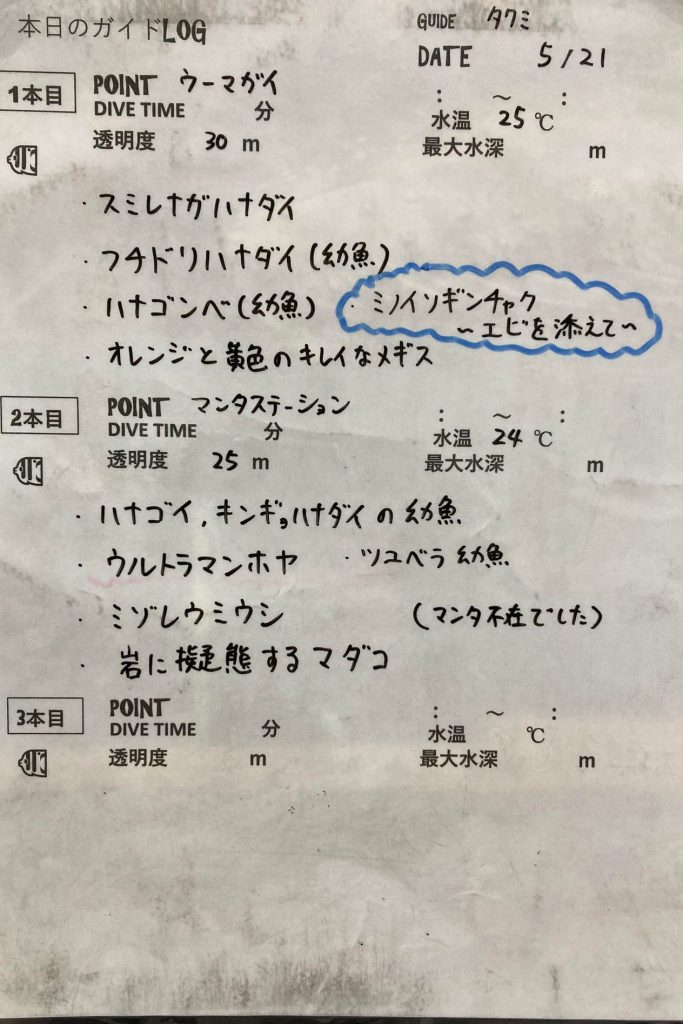 本日のガイドLOG
GUIDE タクミ
DATE 5/21
1本目 POINT ウーマガイ : ～ :
DIVE TIME 分 水温 25 ℃
透明度 30 m 最大水深 m
・スミレナガハナダイ
・フチドリハナダイ(幼魚)
・ハナゴンベ(幼魚) ・ミノイソギンチャク
～エビを添えて～
・オレンジと黄色のキレイなメギス
2本目 POINT マンタステーション : ～ :
DIVE TIME 分 水温 24 ℃
透明度 25 m 最大水深 m
・ハナゴイ,キンギョハナダイの幼魚
・ウルトラマンホヤ ・ツユベラ幼魚
・ミゾレウミウシ (マンタ不在でした)
・岩に擬態するマダコ
3本目 POINT : ～ :
DIVE TIME 分 水温 ℃
透明度 m 最大水深 m